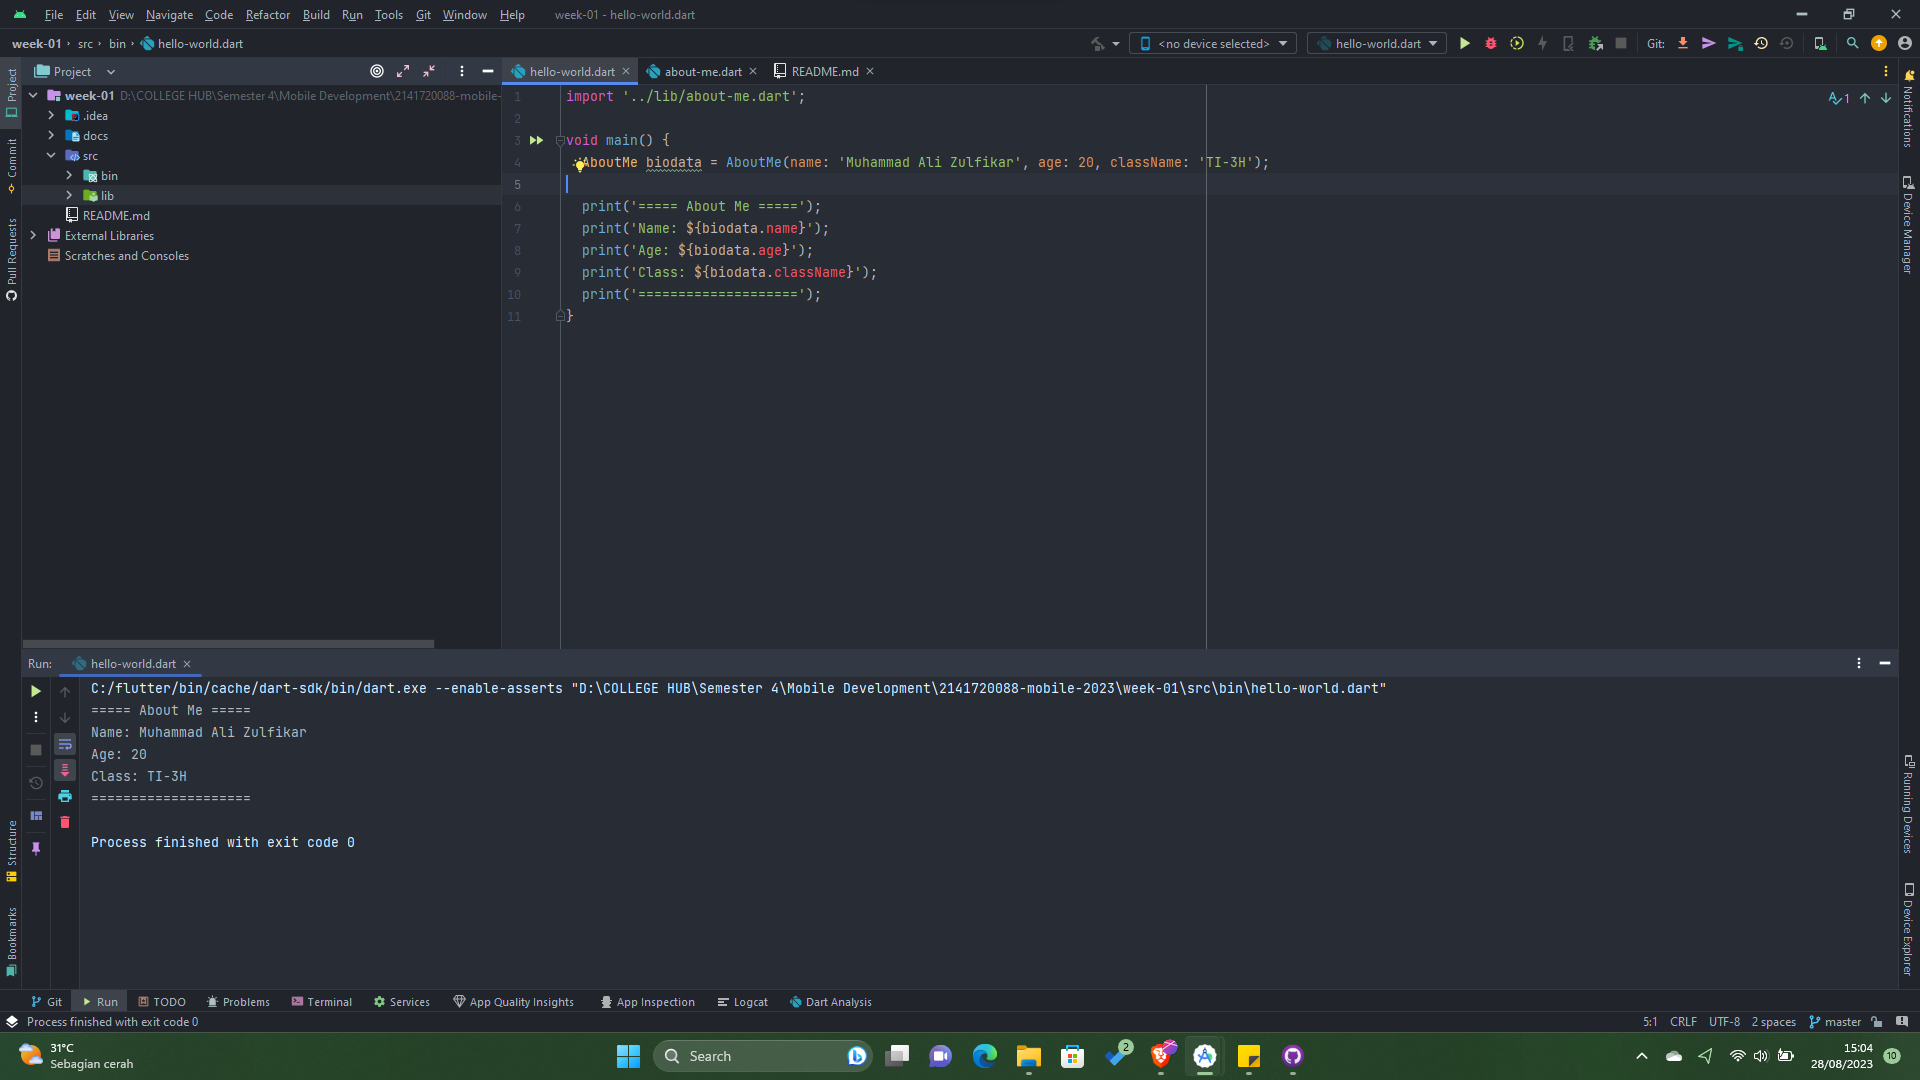 File Edit View Navigate Code Refactor Build Run Tools Git Window Help week-01 - hello-world.dart
week-01 src bin hello-world.dart
<no device selected> hello-world.dart Git:
Project
hello-world.dart about-me.dart README.md
week-01 D:\COLLEGE HUB\Semester 4\Mobile Development\2141720088-mobile-
.idea
docs
src
bin
lib
README.md
External Libraries
Scratches and Consoles
Project
Commit
Pull Requests
Structure
Bookmarks
1 import '../lib/about-me.dart';
2
3 void main() {
4 AboutMe biodata = AboutMe(name: 'Muhammad Ali Zulfikar', age: 20, className: 'TI-3H');
5
6 print('===== About Me =====');
7 print('Name: ${biodata.name}');
8 print('Age: ${biodata.age}');
9 print('Class: ${biodata.className}');
10 print('====================');
11 }
1
Notifications
Device Manager
Running Devices
Device Explorer
Run: hello-world.dart
C:/flutter/bin/cache/dart-sdk/bin/dart.exe --enable-asserts "D:\COLLEGE HUB\Semester 4\Mobile Development\2141720088-mobile-2023\week-01\src\bin\hello-world.dart"
===== About Me =====
Name: Muhammad Ali Zulfikar
Age: 20
Class: TI-3H
====================
Process finished with exit code 0
Git Run TODO Problems Terminal Services App Quality Insights App Inspection Logcat Dart Analysis
Process finished with exit code 0 5:1 CRLF UTF-8 2 spaces master
31°C
Sebagian cerah
Search
2
15:04
28/08/2023
10